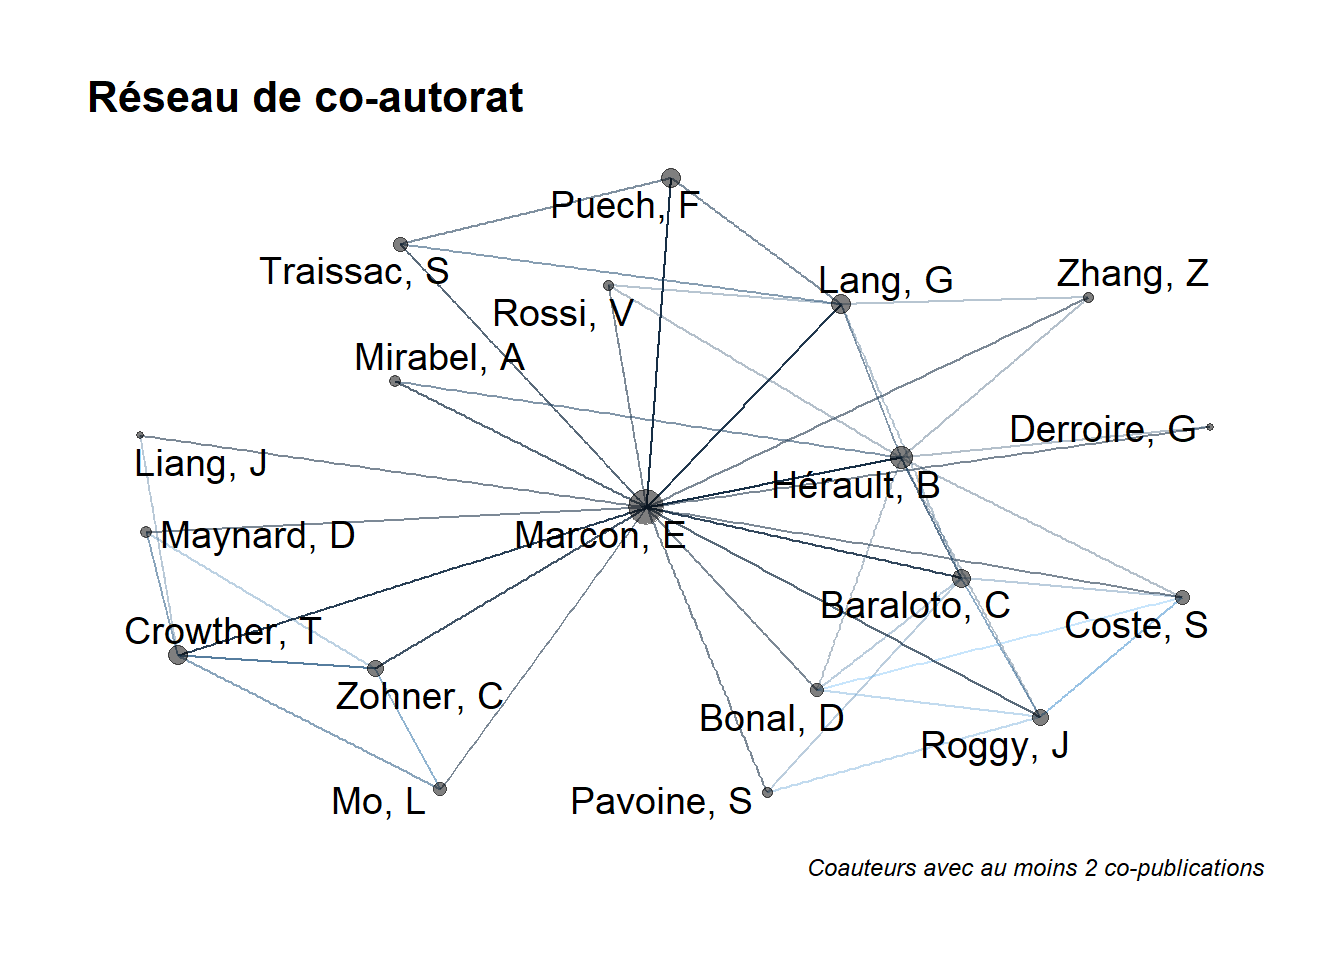 Réseau de co-autorat
Puech, F
Traissac, S
Lang, G
Zhang, Z
Rossi, V
Mirabel, A
Derroire, G
Liang, J
Hérault, B
Maynard, D
Marcon, E
Baraloto, C
Coste, S
Crowther, T
Zohner, C
Bonal, D
Roggy, J
Mo, L
Pavoine, S
Coauteurs avec au moins 2 co-publications